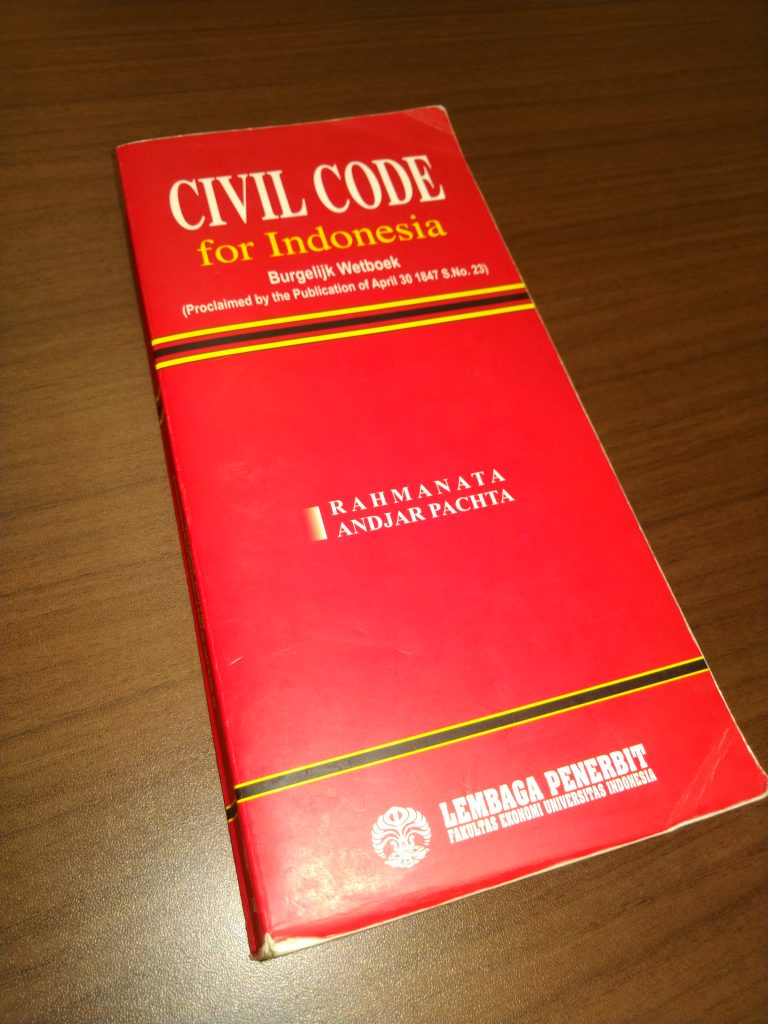 CIVIL CODE
for Indonesia
Burgelijk Wetboek
(Proclaimed by the Publication of April 30 1847 S.No. 23)
RAHMANATA
ANDJAR PACHTA
LEMBAGA PENERBIT
FAKULTAS EKONOMI UNIVERSITAS INDONESIA